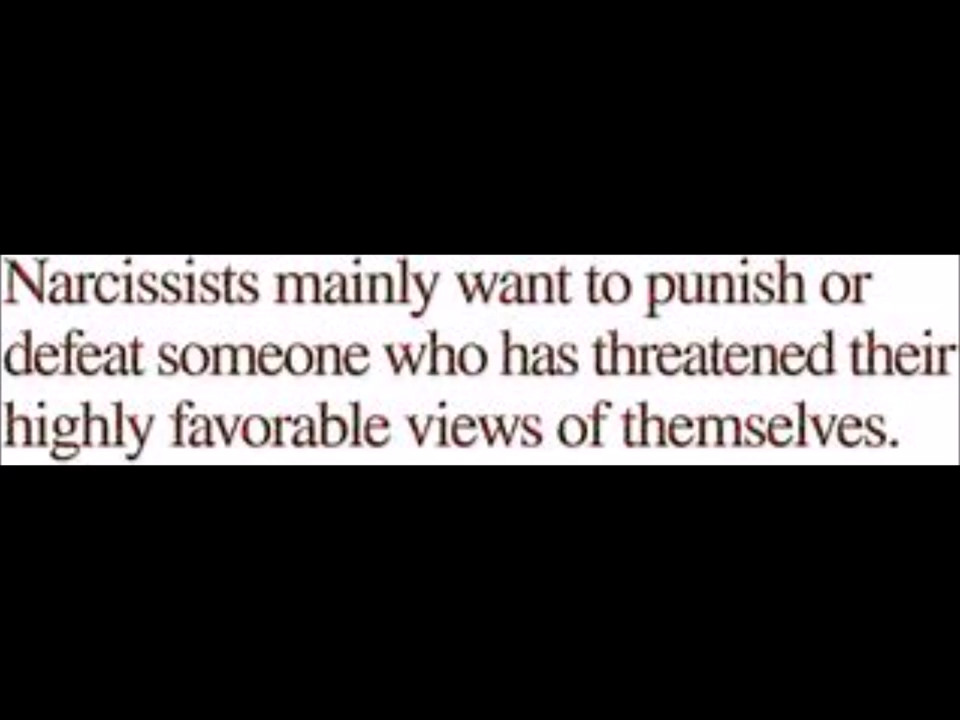 Narcissists mainly want to punish or
defeat someone who has threatened their
highly favorable views of themselves.